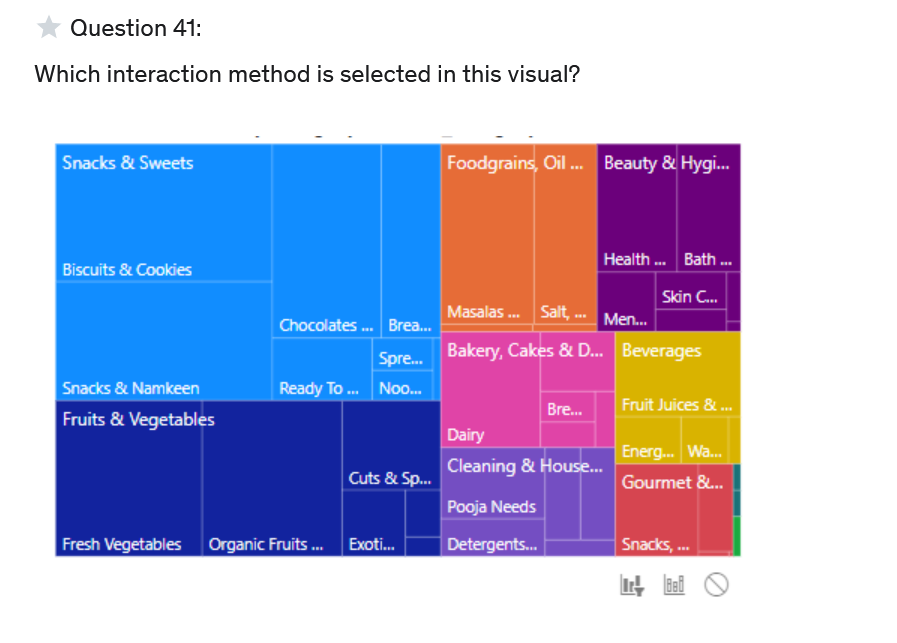 Question 41:
Which interaction method is selected in this visual?
Snacks & Sweets
Biscuits & Cookies
Snacks & Namkeen
Chocolates ...
Brea...
Ready To ...
Spre...
Noo...
Fruits & Vegetables
Fresh Vegetables
Organic Fruits ...
Cuts & Sp...
Exoti...
Foodgrains, Oil ...
Masalas ...
Salt, ...
Beauty & Hygi...
Health ...
Bath ...
Men...
Skin C...
Bakery, Cakes & D...
Dairy
Bre...
Beverages
Fruit Juices & ...
Energ...
Wa...
Cleaning & House...
Pooja Needs
Detergents...
Gourmet &...
Snacks, ...